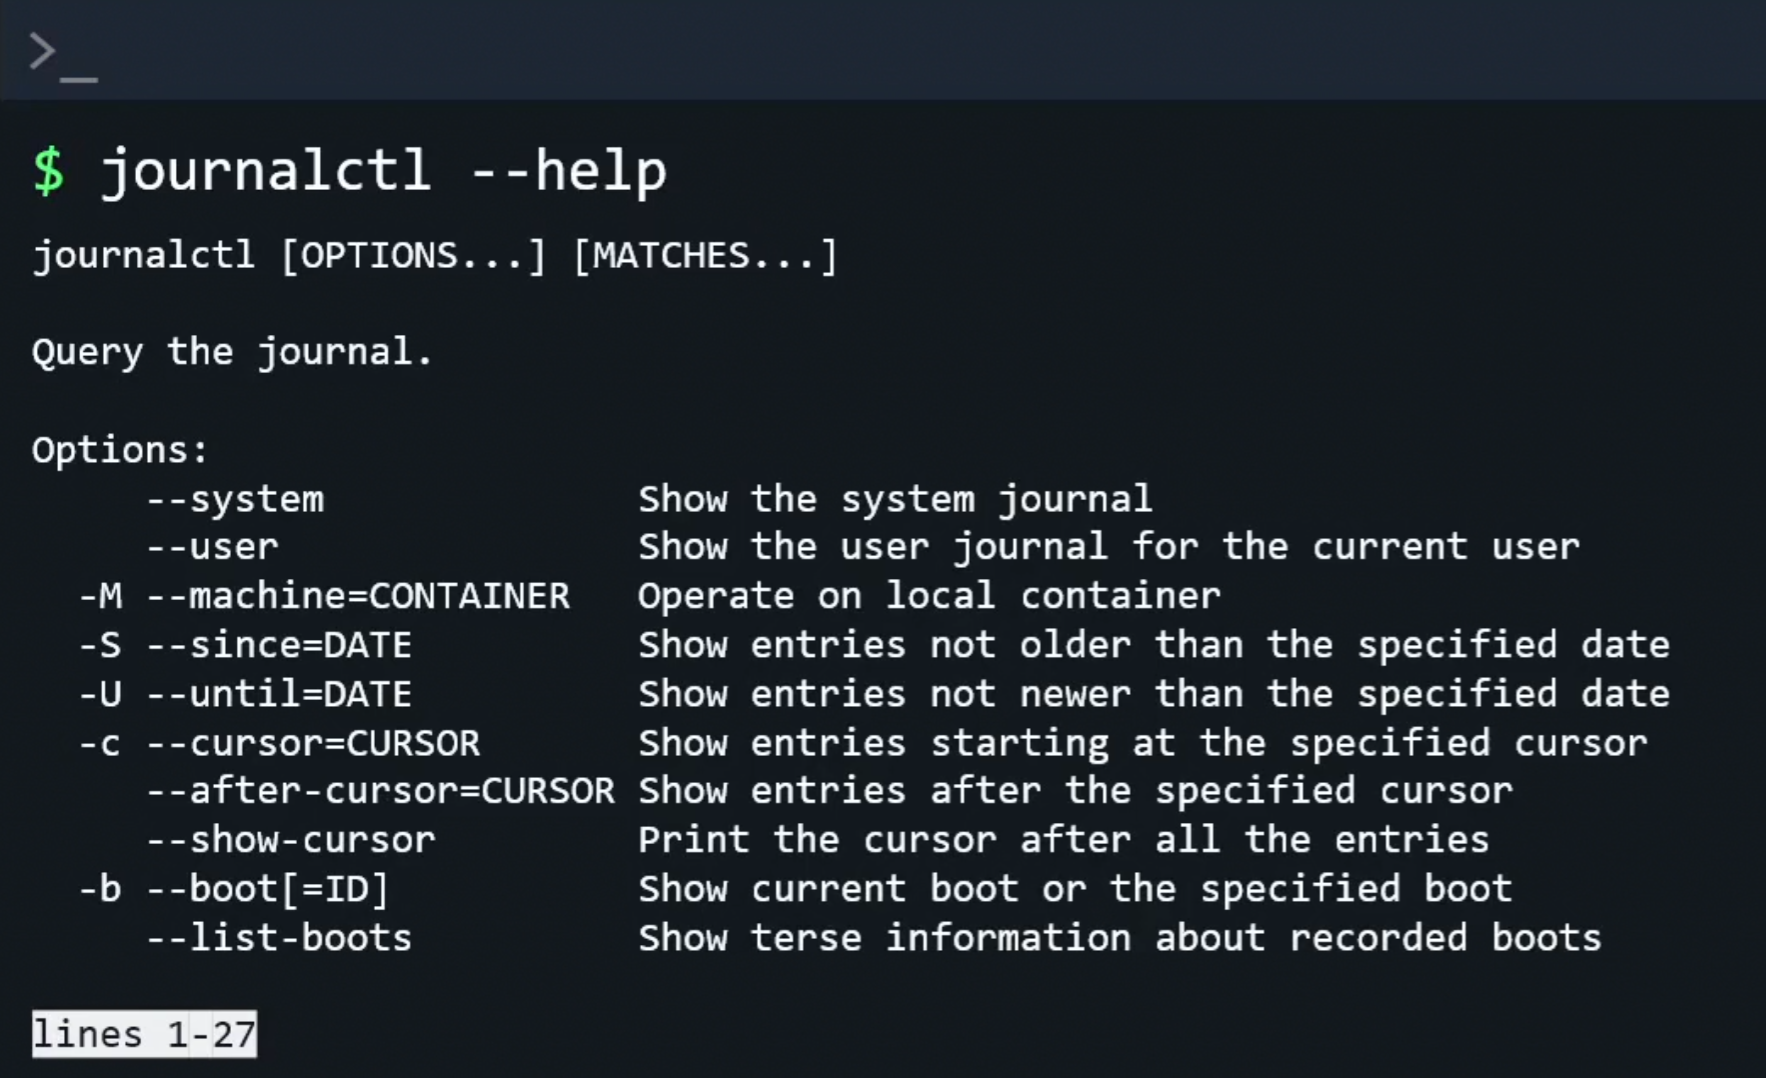 >_
$ journalctl --help
journalctl [OPTIONS...] [MATCHES...]
Query the journal.
Options:
--system Show the system journal
--user Show the user journal for the current user
-M --machine=CONTAINER Operate on local container
-S --since=DATE Show entries not older than the specified date
-U --until=DATE Show entries not newer than the specified date
-c --cursor=CURSOR Show entries starting at the specified cursor
--after-cursor=CURSOR Show entries after the specified cursor
--show-cursor Print the cursor after all the entries
-b --boot[=ID] Show current boot or the specified boot
--list-boots Show terse information about recorded boots
lines 1-27